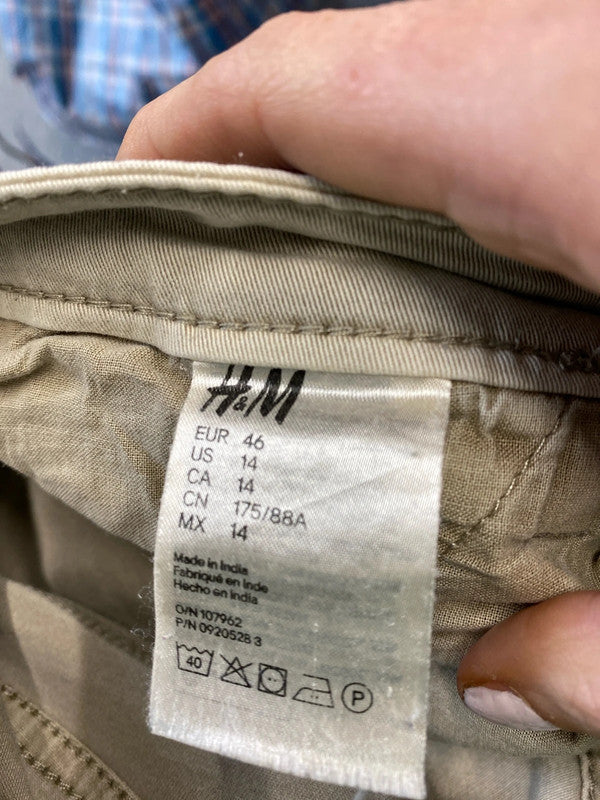 H&M
EUR 46
US 14
CA 14
CN 175/88A
MX 14
Made in India
Fabriqué en Inde
Hecho en India
O/N 107962
P/N 0920528 3
40 P